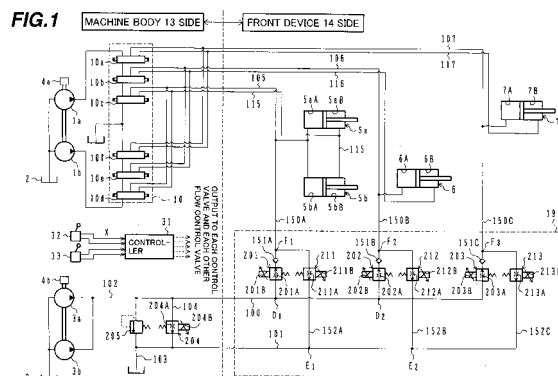 FIG.1
MACHINE BODY 13 SIDE
FRONT DEVICE 14 SIDE
107
117
106
116
105
115
4a
1a
1b
2
10a
10b
10c
10f
10e
10d
10
5aA
5aB
5a
115
5bA
5bB
5b
6A
6B
6
7A
7B
7
OUTPUT TO EACH CONTROL
VALVE AND EACH OTHER
FLOW CONTROL VALVE
31
CONTROL-
LER
32
33
X
150A
150B
150C
19
151A
F1
201
201B
201A
211
211B
211A
151B
F2
202
202B
202A
212
212B
212A
151C
F3
203
203B
203A
213
213A
4b
3a
3b
102
100
104
204A
204B
204
205
103
101
D1
D2
152A
152B
152C
E1
E2